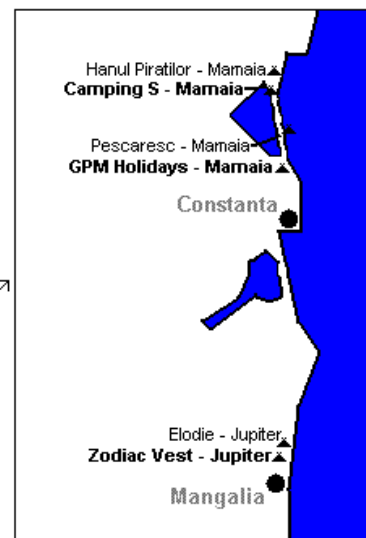 Hanul Piratilor - Mamaia
Camping S - Mamaia
Pescaresc - Mamaia
GPM Holidays - Mamaia
Constanta
Elodie - Jupiter
Zodiac Vest - Jupiter
Mangalia